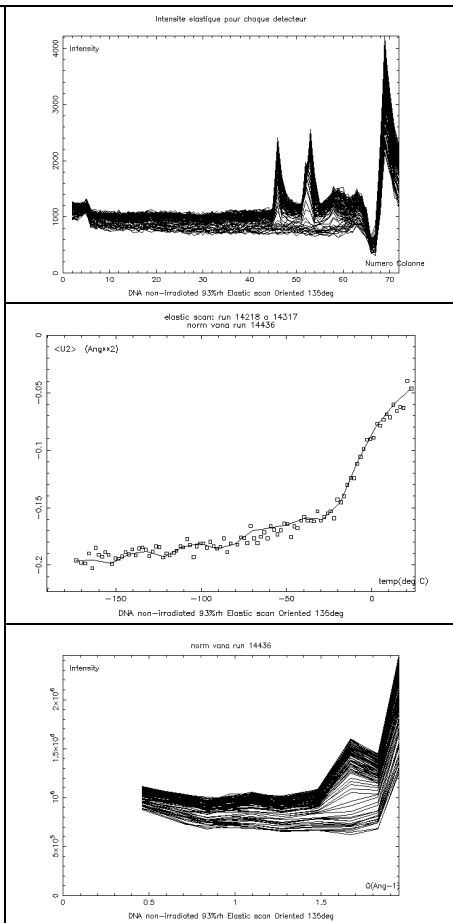 Intensite elastique pour chaque detecteur
Intensity
4000
3000
2000
1000
0
0 10 20 30 40 50 60 70
Numero Colonne
DNA non-irradiated 93%rh Elastic scan Oriented 135deg
elastic scan: run 14218 a 14317
norm vana run 14436
<U2> (Ang**2)
0
-0.05
-0.1
-0.15
-0.2
-150 -100 -50 0
temp(deg C)
DNA non-irradiated 93%rh Elastic scan Oriented 135deg
norm vana run 14436
Intensity
2×10⁶
1.5×10⁶
10⁶
5×10⁵
0
0 0.5 1 1.5
Q(Ang-1)
DNA non-irradiated 93%rh Elastic scan Oriented 135deg